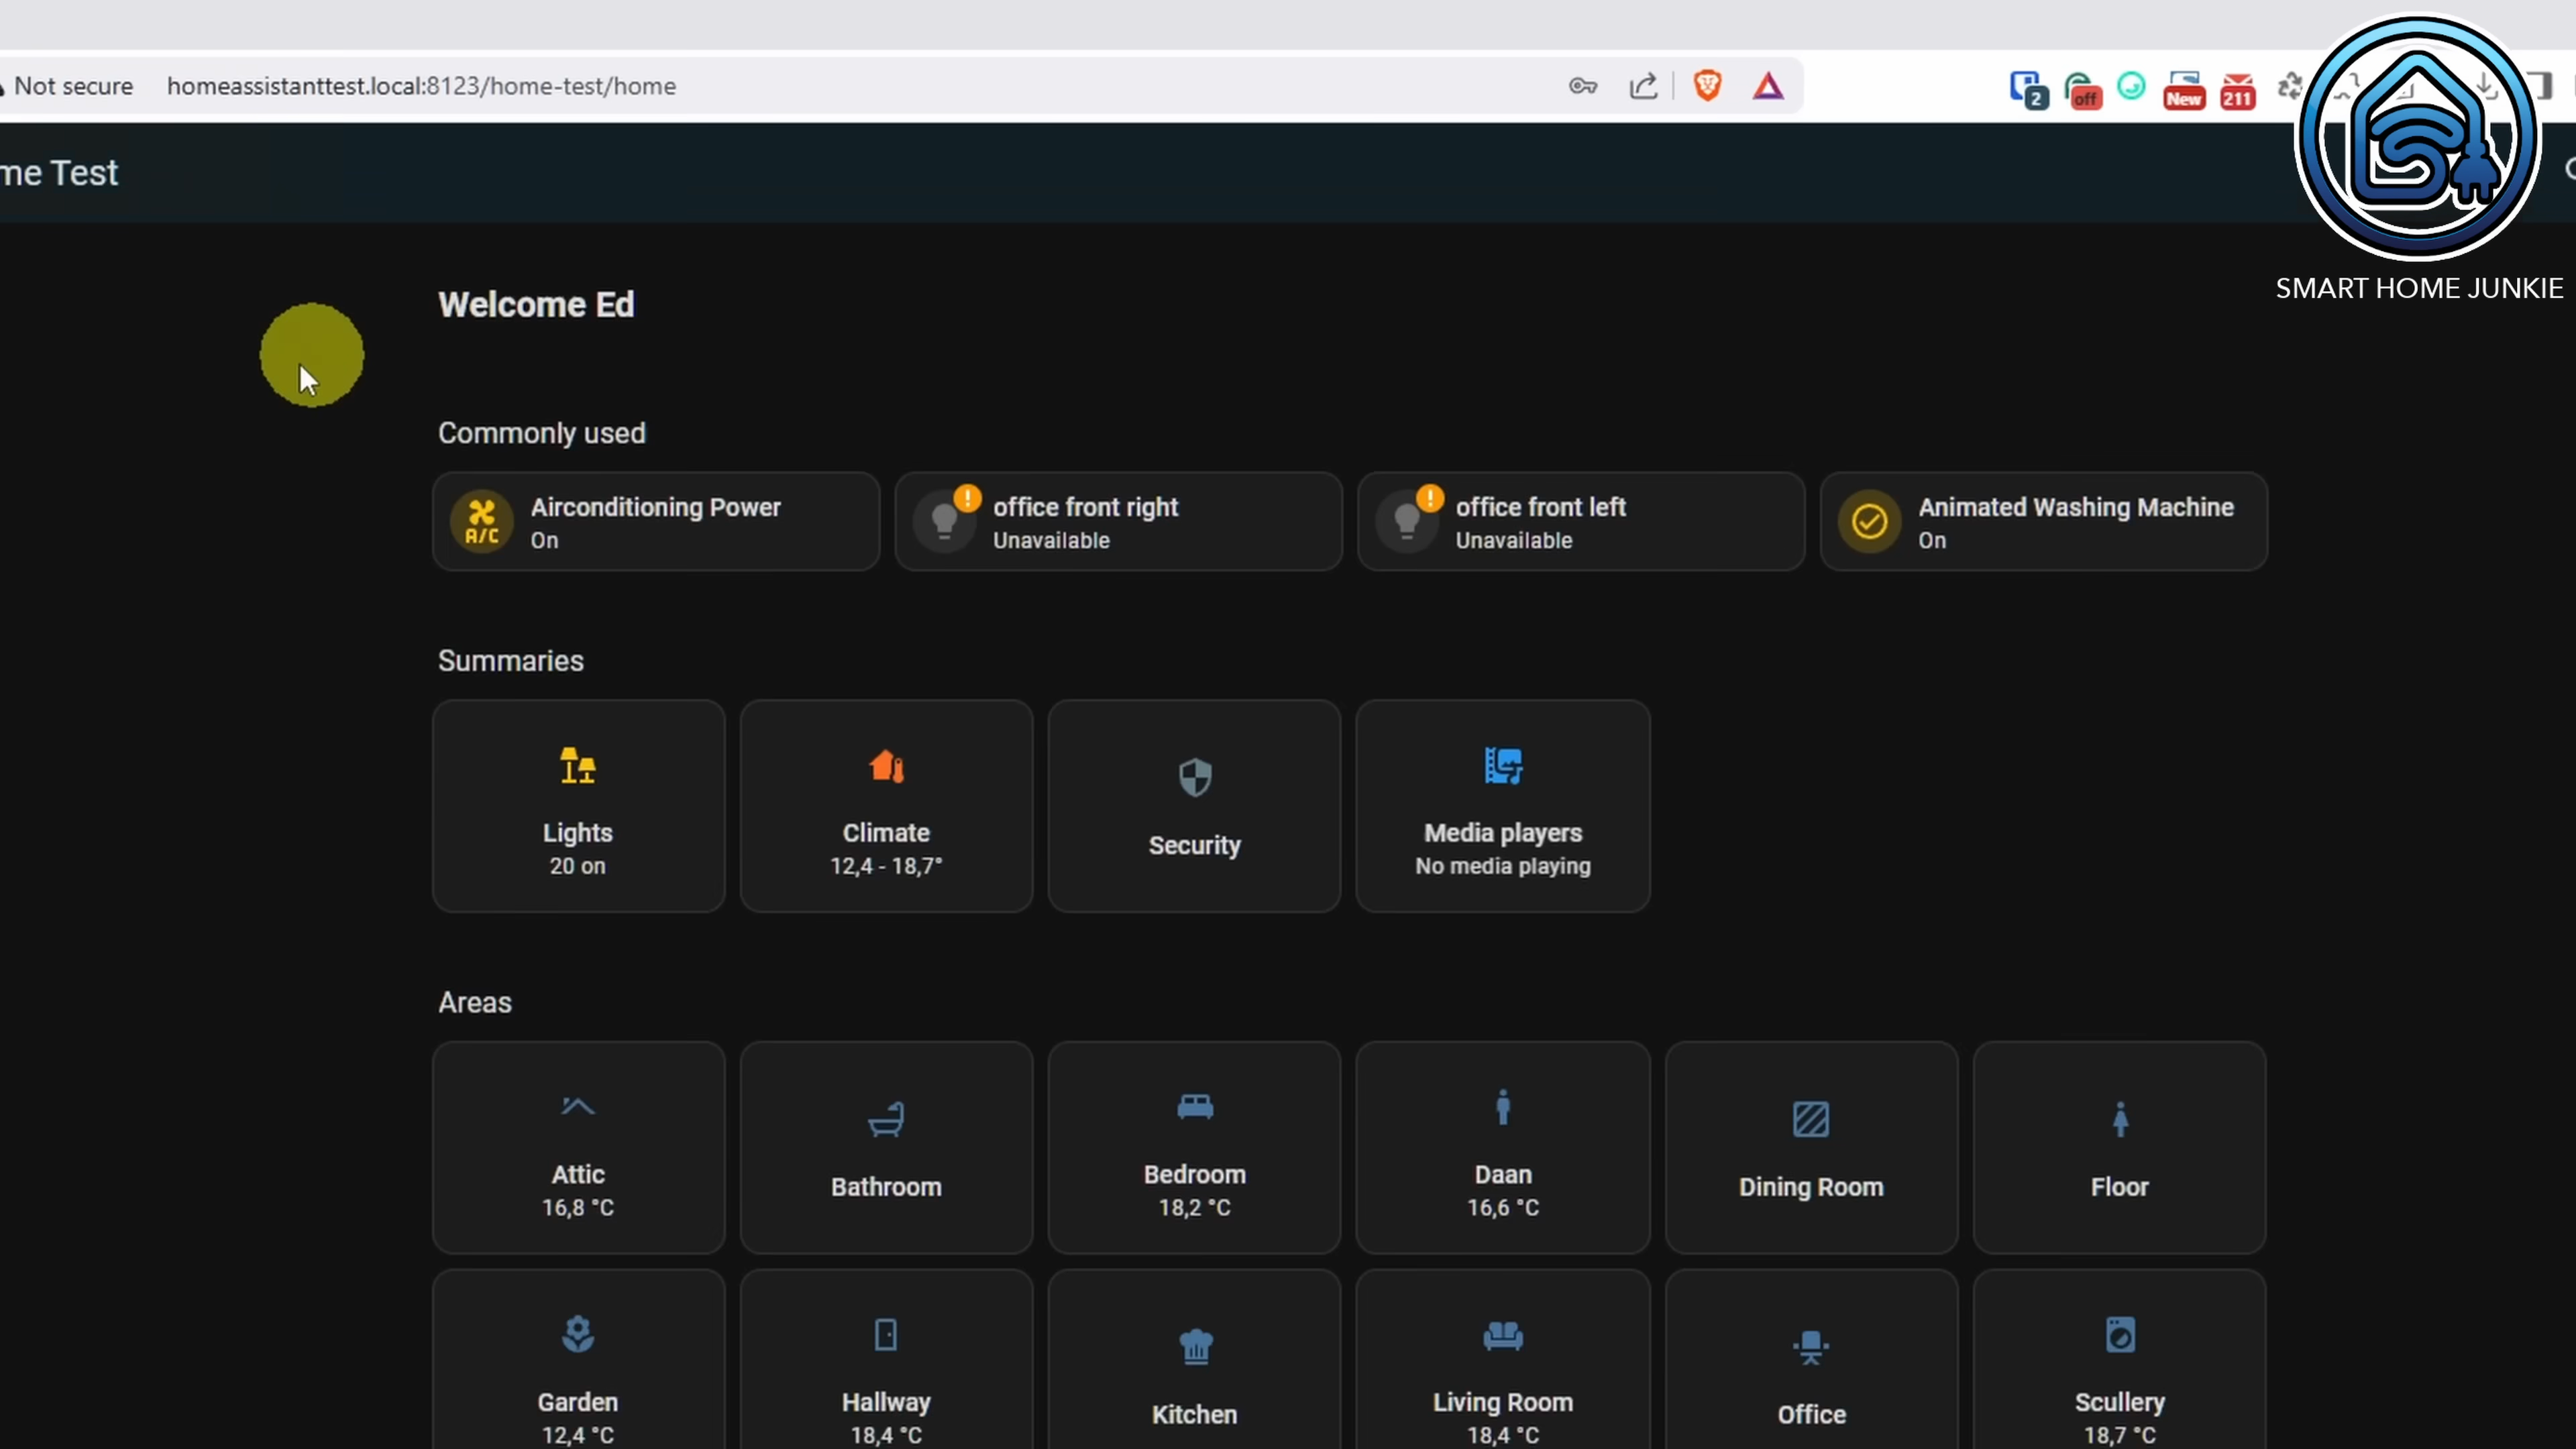 Not secure homeassistanttest.local:8123/home-test/home
2 off New 211
me Test
SMART HOME JUNKIE
Welcome Ed
Commonly used
A/C
Airconditioning Power
On
office front right
Unavailable
office front left
Unavailable
Animated Washing Machine
On
Summaries
Lights
20 on
Climate
12,4 - 18,7°
Security
Media players
No media playing
Areas
Attic
16,8 °C
Bathroom
Bedroom
18,2 °C
Daan
16,6 °C
Dining Room
Floor
Garden
12,4 °C
Hallway
18,4 °C
Kitchen
Living Room
18,4 °C
Office
Scullery
18,7 °C